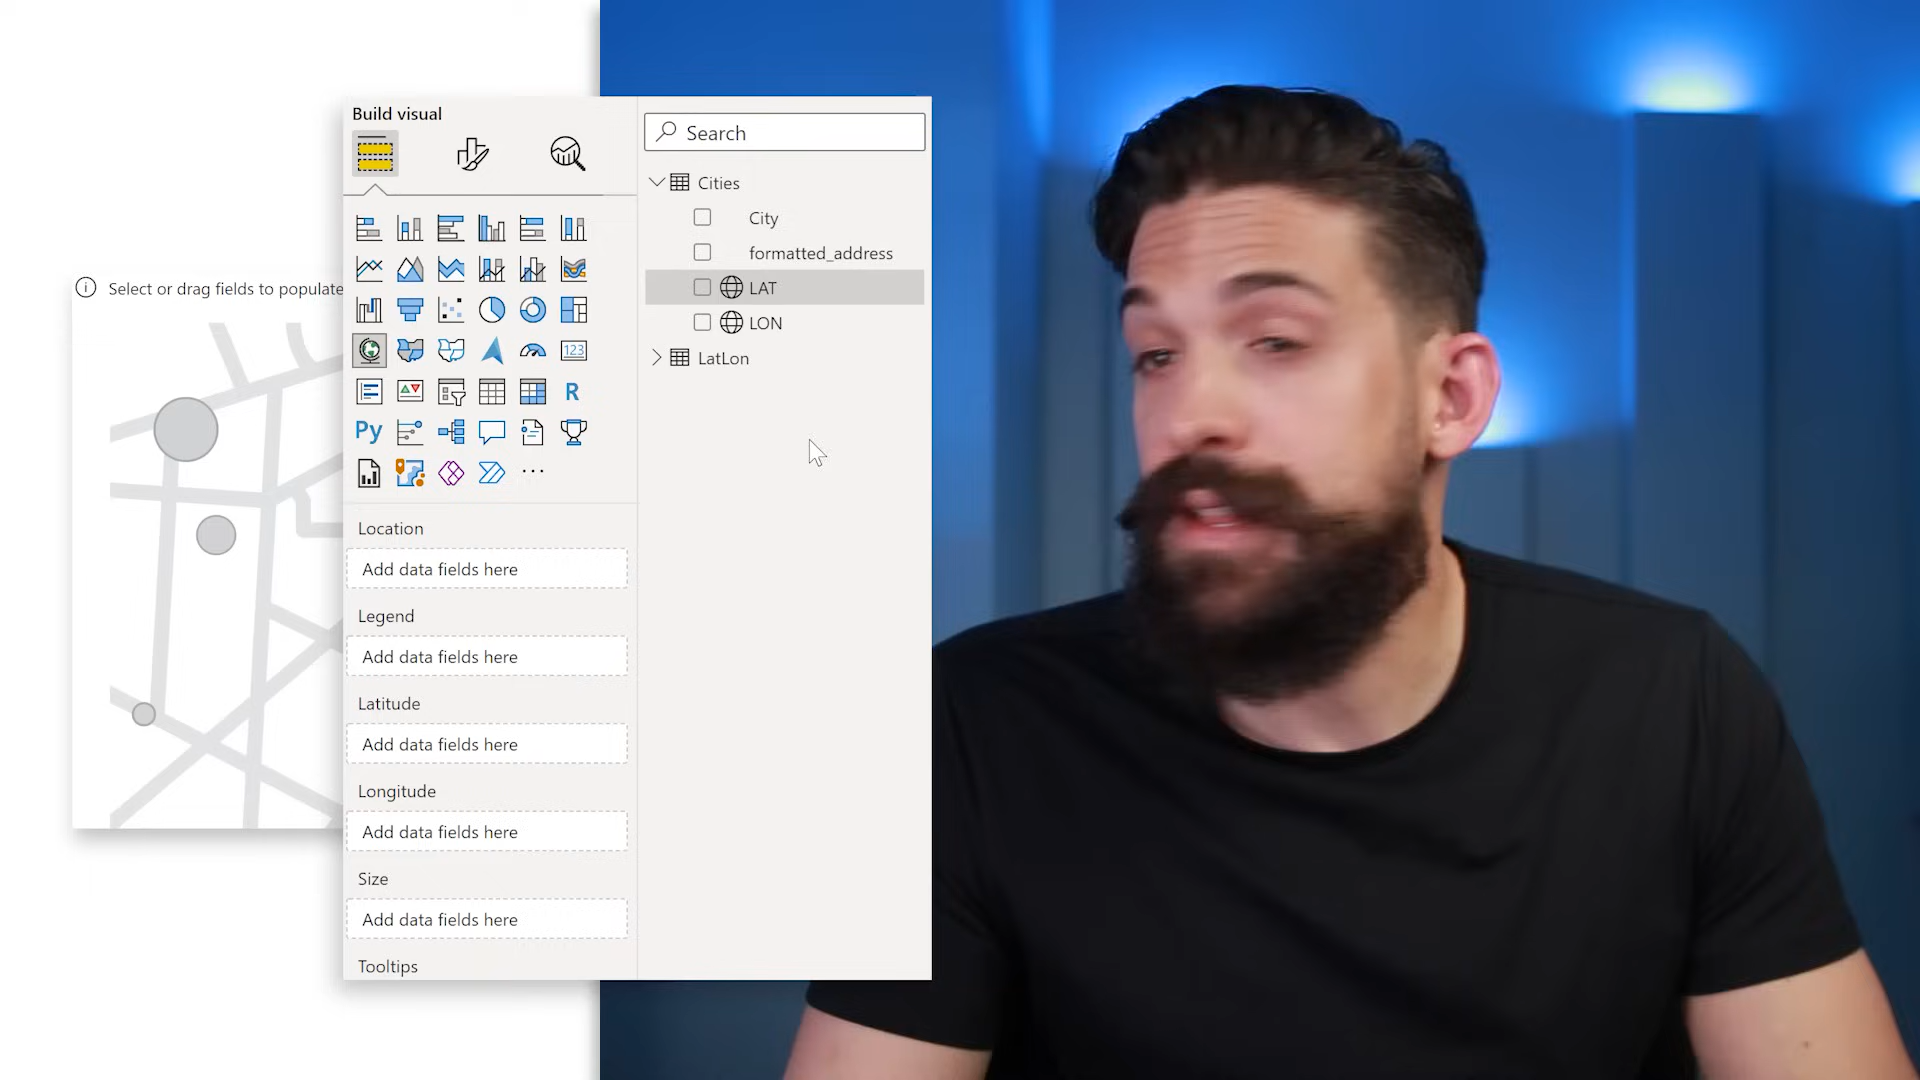 Build visual
Search
Cities
City
formatted_address
LAT
LON
LatLon
Select or drag fields to populate
123
R
Py
Location
Add data fields here
Legend
Add data fields here
Latitude
Add data fields here
Longitude
Add data fields here
Size
Add data fields here
Tooltips